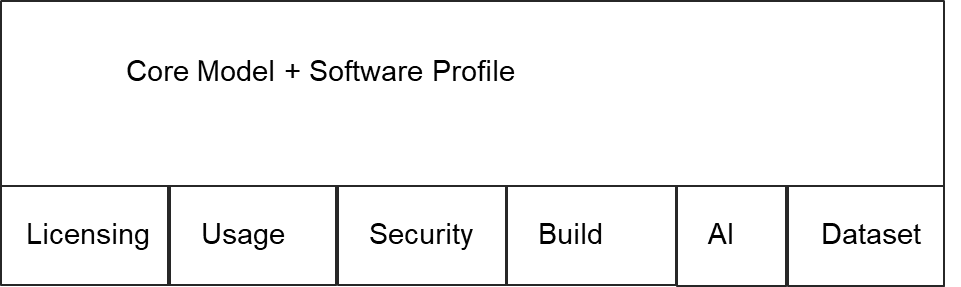 Core Model + Software Profile
Licensing Usage Security Build AI Dataset